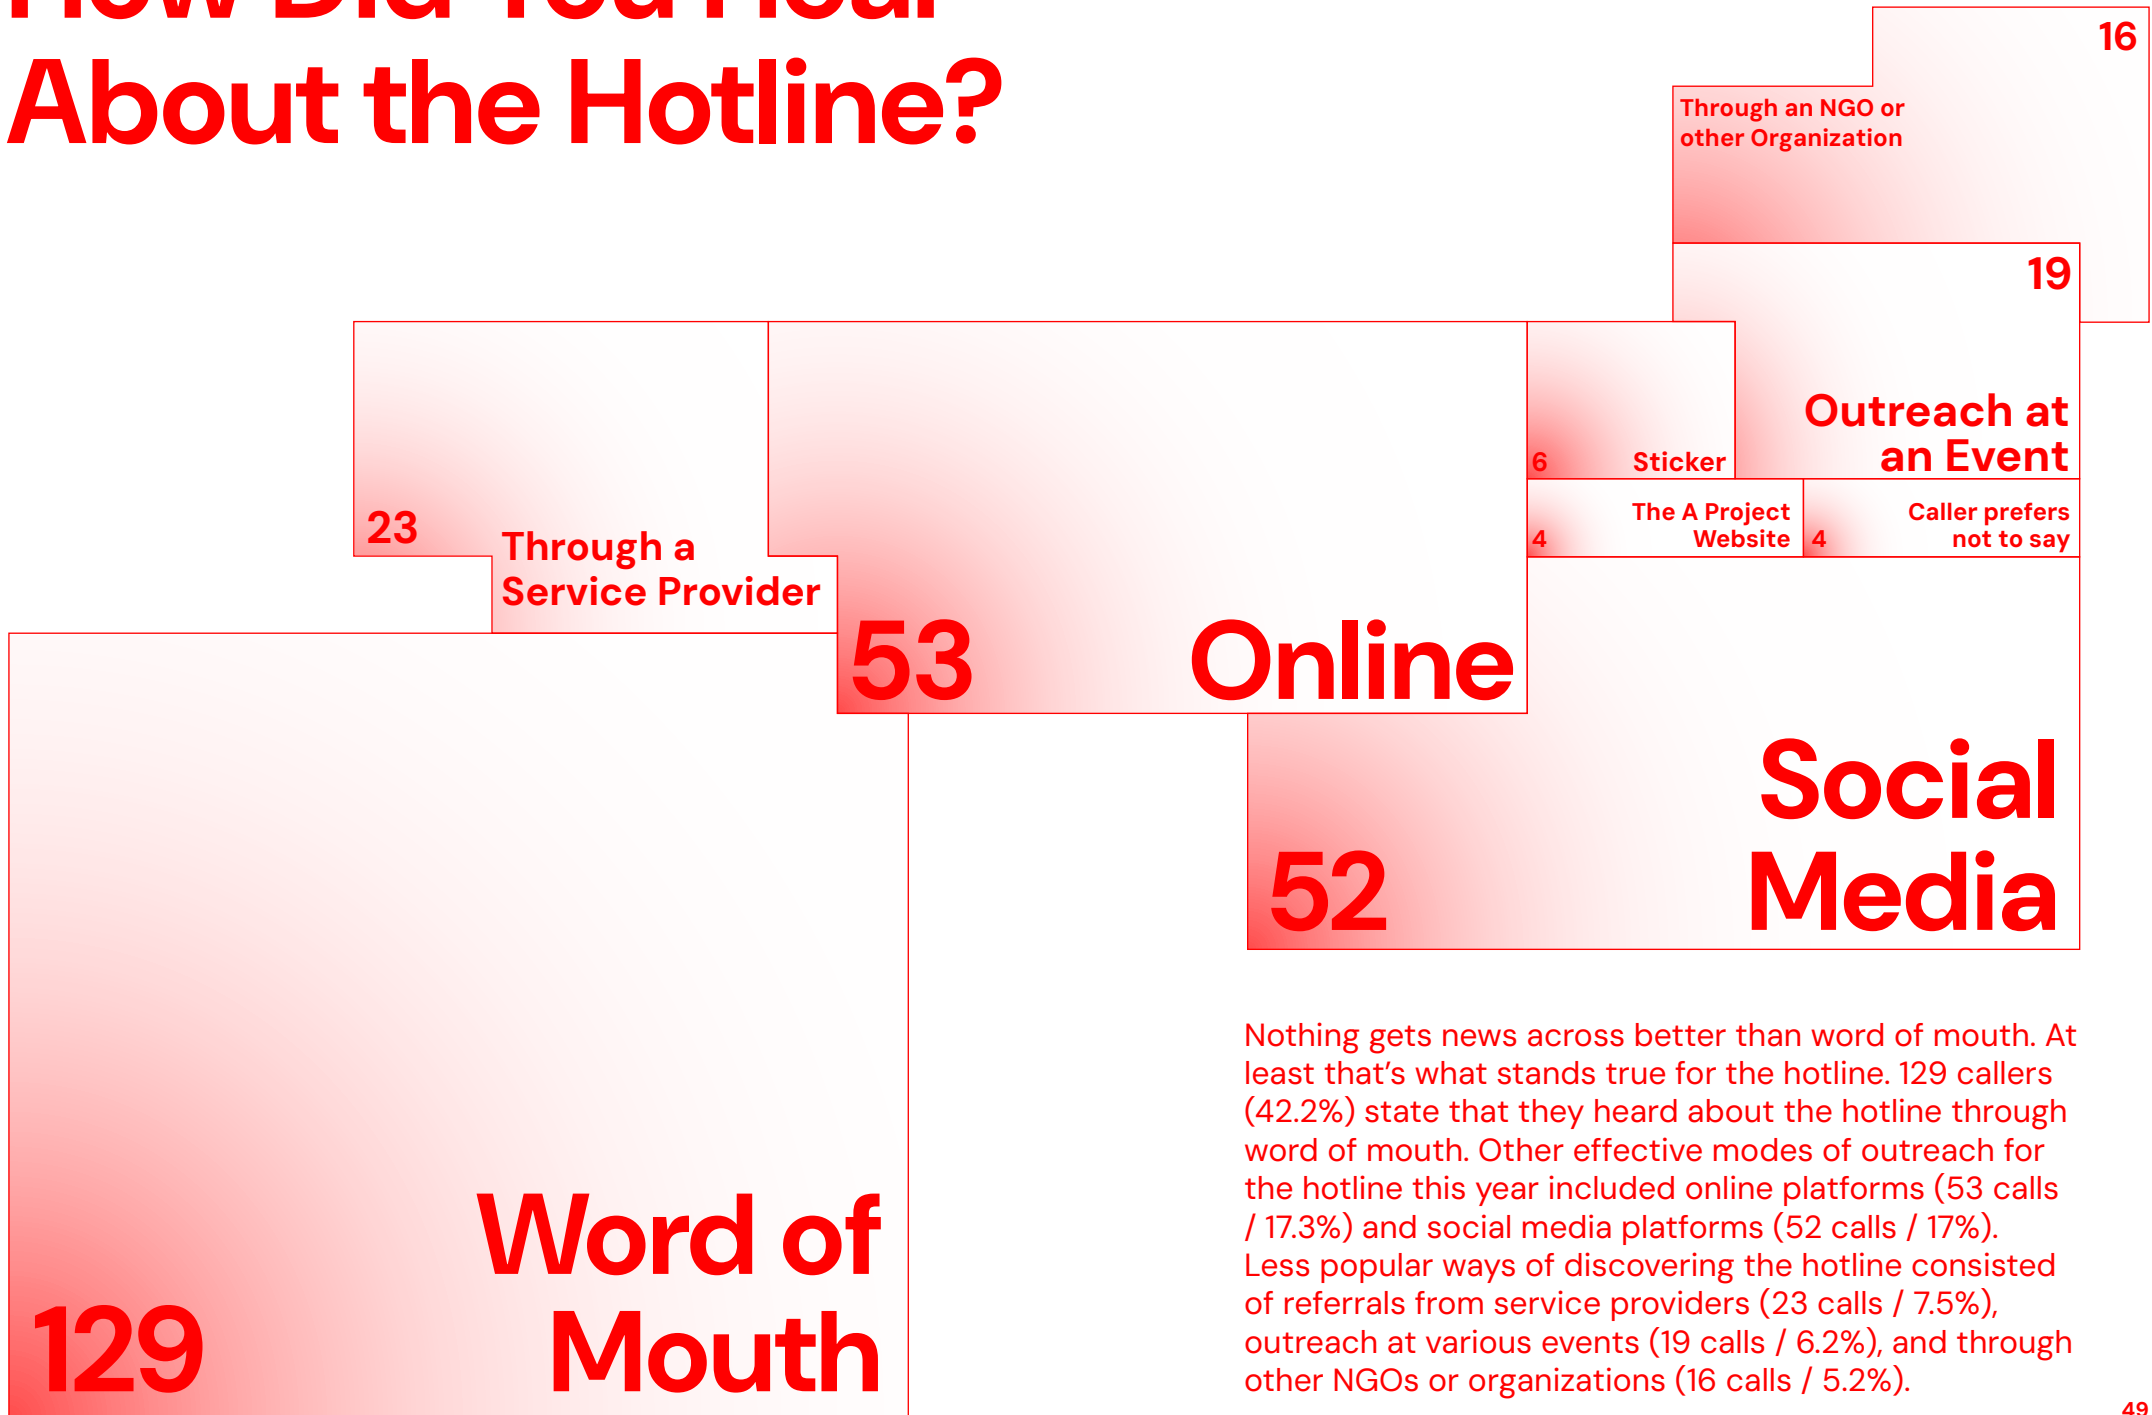 How Did You Hear
About the Hotline?
16
Through an NGO or
other Organization
19
Outreach at
an Event
6
Sticker
4
The A Project
Website
4
Caller prefers
not to say
23
Through a
Service Provider
53
Online
52
Social
Media
129
Word of
Mouth
Nothing gets news across better than word of mouth. At
least that’s what stands true for the hotline. 129 callers
(42.2%) state that they heard about the hotline through
word of mouth. Other effective modes of outreach for
the hotline this year included online platforms (53 calls
/ 17.3%) and social media platforms (52 calls / 17%).
Less popular ways of discovering the hotline consisted
of referrals from service providers (23 calls / 7.5%),
outreach at various events (19 calls / 6.2%), and through
other NGOs or organizations (16 calls / 5.2%).
49